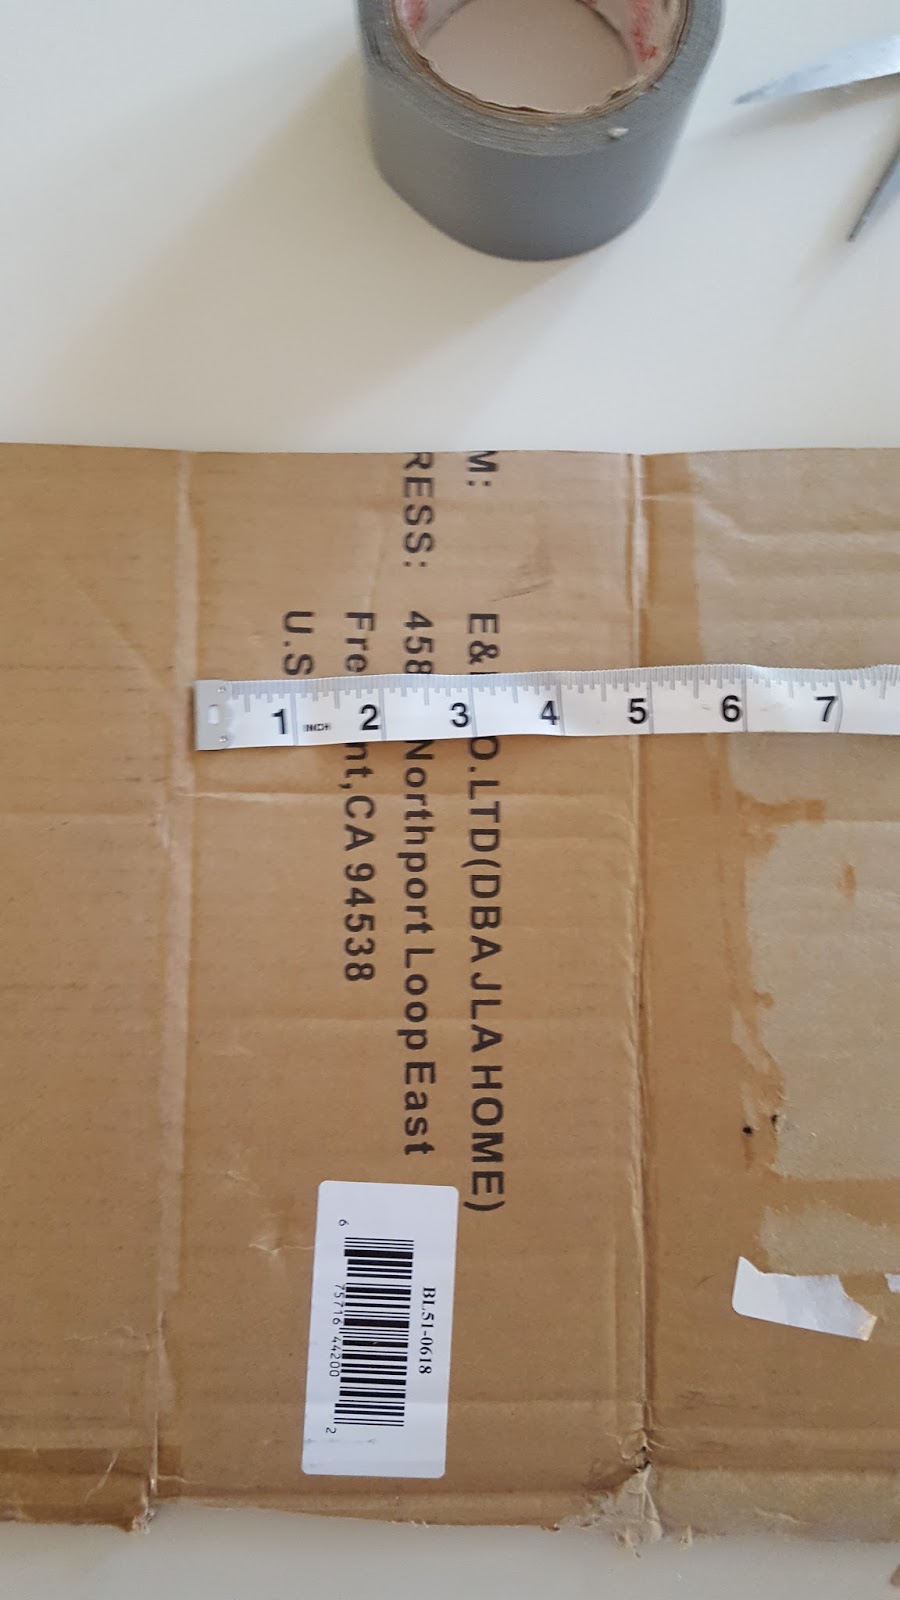 M: E& O.LTD(DBA JLA HOME)
RESS: 458 Northport Loop East
Fre nt,CA 94538
U.S
1 INCH 2 3 4 5 6 7
BL51-0618
6 75716 44200 2